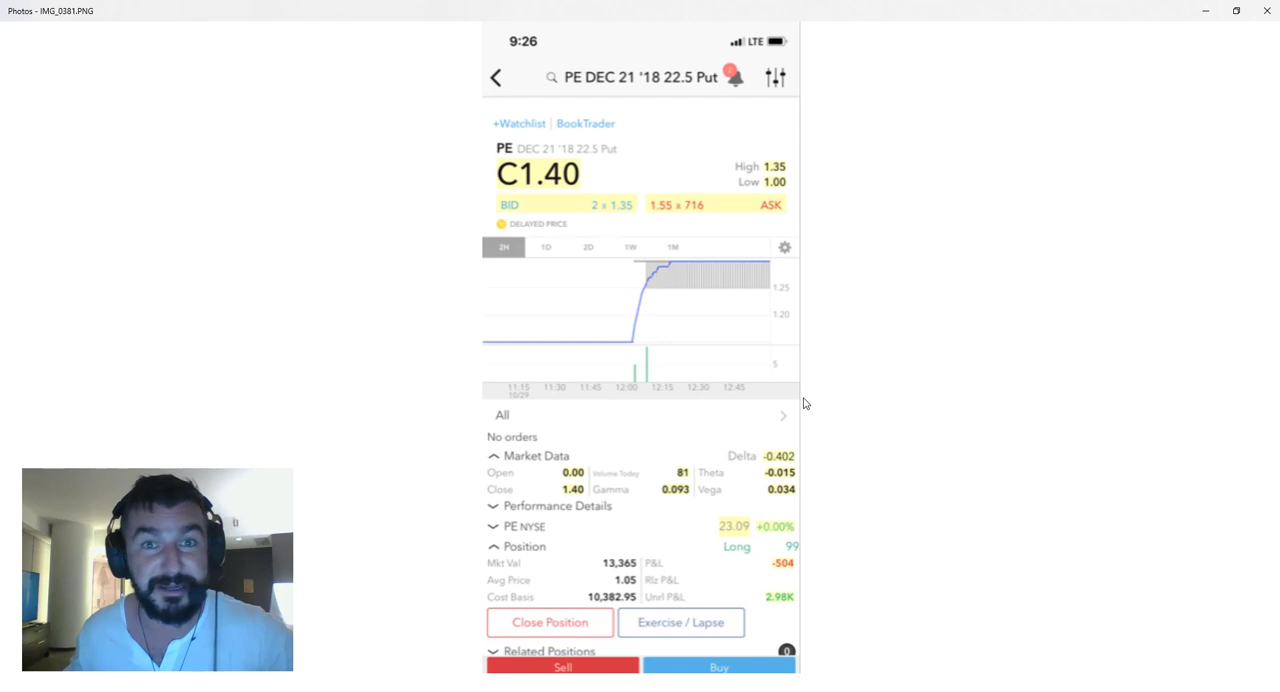 Photos - IMG_0381.PNG
9:26
LTE
PE DEC 21 '18 22.5 Put
+Watchlist | BookTrader
PE DEC 21 '18 22.5 Put
C1.40
High 1.35
Low 1.00
BID 2 x 1.35 1.55 x 716 ASK
DELAYED PRICE
2H 1D 2D 1W 1M
1.25
1.20
5
11:15 11:30 11:45 12:00 12:15 12:30 12:45
10/29
All
No orders
Market Data Delta -0.402
Open 0.00 Volume Today 81 Theta -0.015
Close 1.40 Gamma 0.093 Vega 0.034
Performance Details
PE NYSE 23.09 +0.00%
Position Long 99
Mkt Val 13,365 P&L -504
Avg Price 1.05 Rlz P&L
Cost Basis 10,382.95 Unrl P&L 2.98K
Close Position Exercise / Lapse
Related Positions 0
Sell Buy